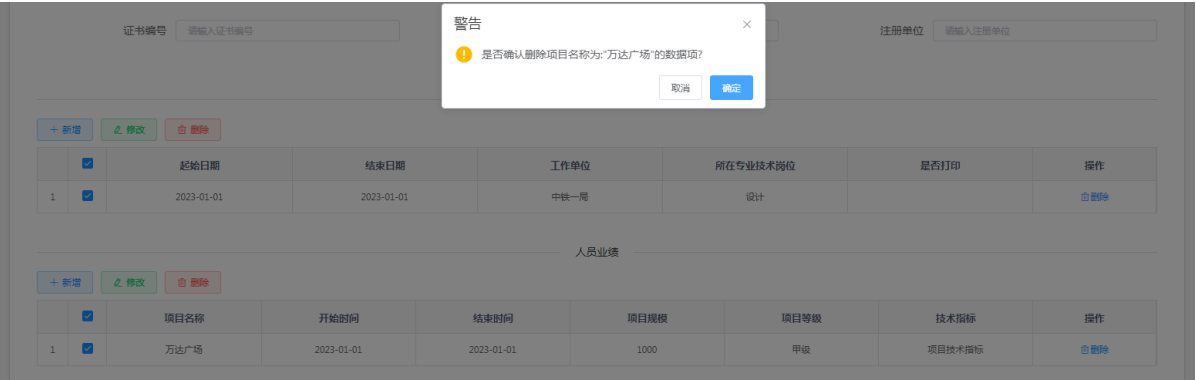 警告
证书编号 请输入证书编号 注册单位 请输入注册单位
是否确认删除项目名称为:"万达广场"的数据项?
取消 确定
新增 修改 删除
起始日期 结束日期 工作单位 所在专业技术岗位 是否打印 操作
1 2023-01-01 2023-01-01 中铁一局 设计 删除
人员业绩
新增 修改 删除
项目名称 开始时间 结束时间 项目规模 项目等级 技术指标 操作
1 万达广场 2023-01-01 2023-01-01 1000 甲级 项目技术指标 删除